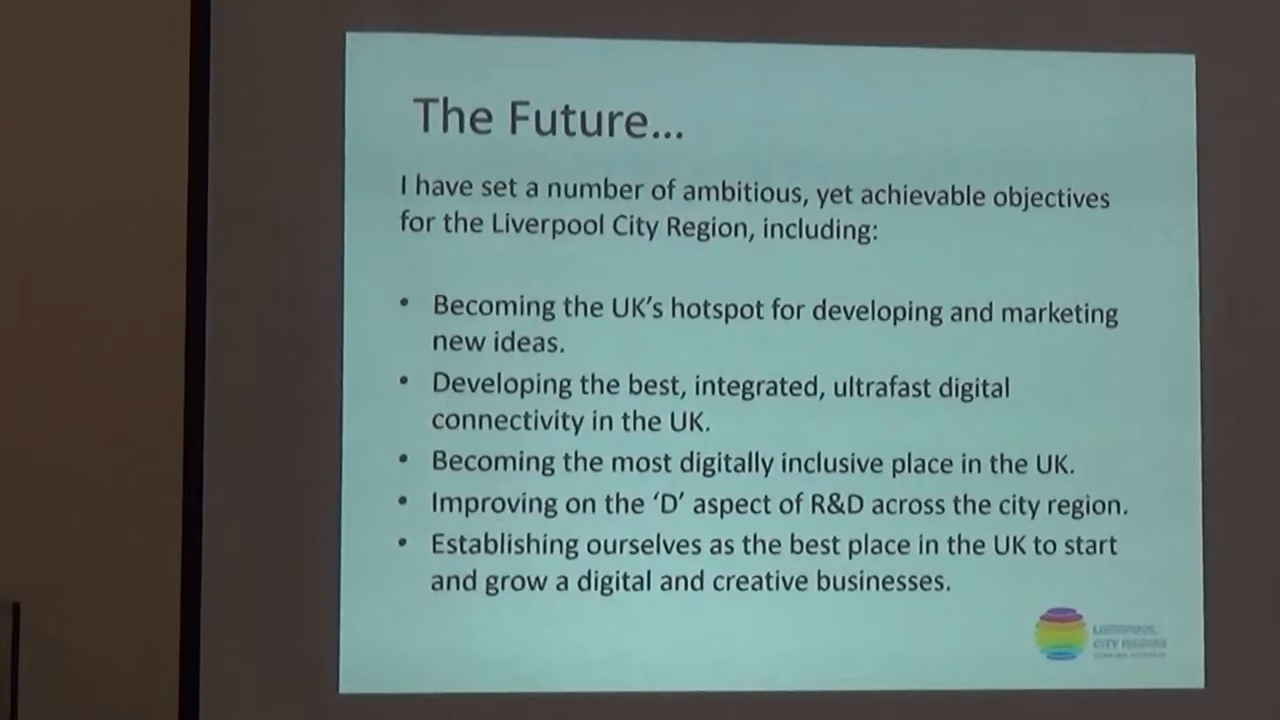 The Future...
I have set a number of ambitious, yet achievable objectives
for the Liverpool City Region, including:
• Becoming the UK's hotspot for developing and marketing
new ideas.
• Developing the best, integrated, ultrafast digital
connectivity in the UK.
• Becoming the most digitally inclusive place in the UK.
• Improving on the ‘D’ aspect of R&D across the city region.
• Establishing ourselves as the best place in the UK to start
and grow a digital and creative businesses.
LIVERPOOL
CITY REGION